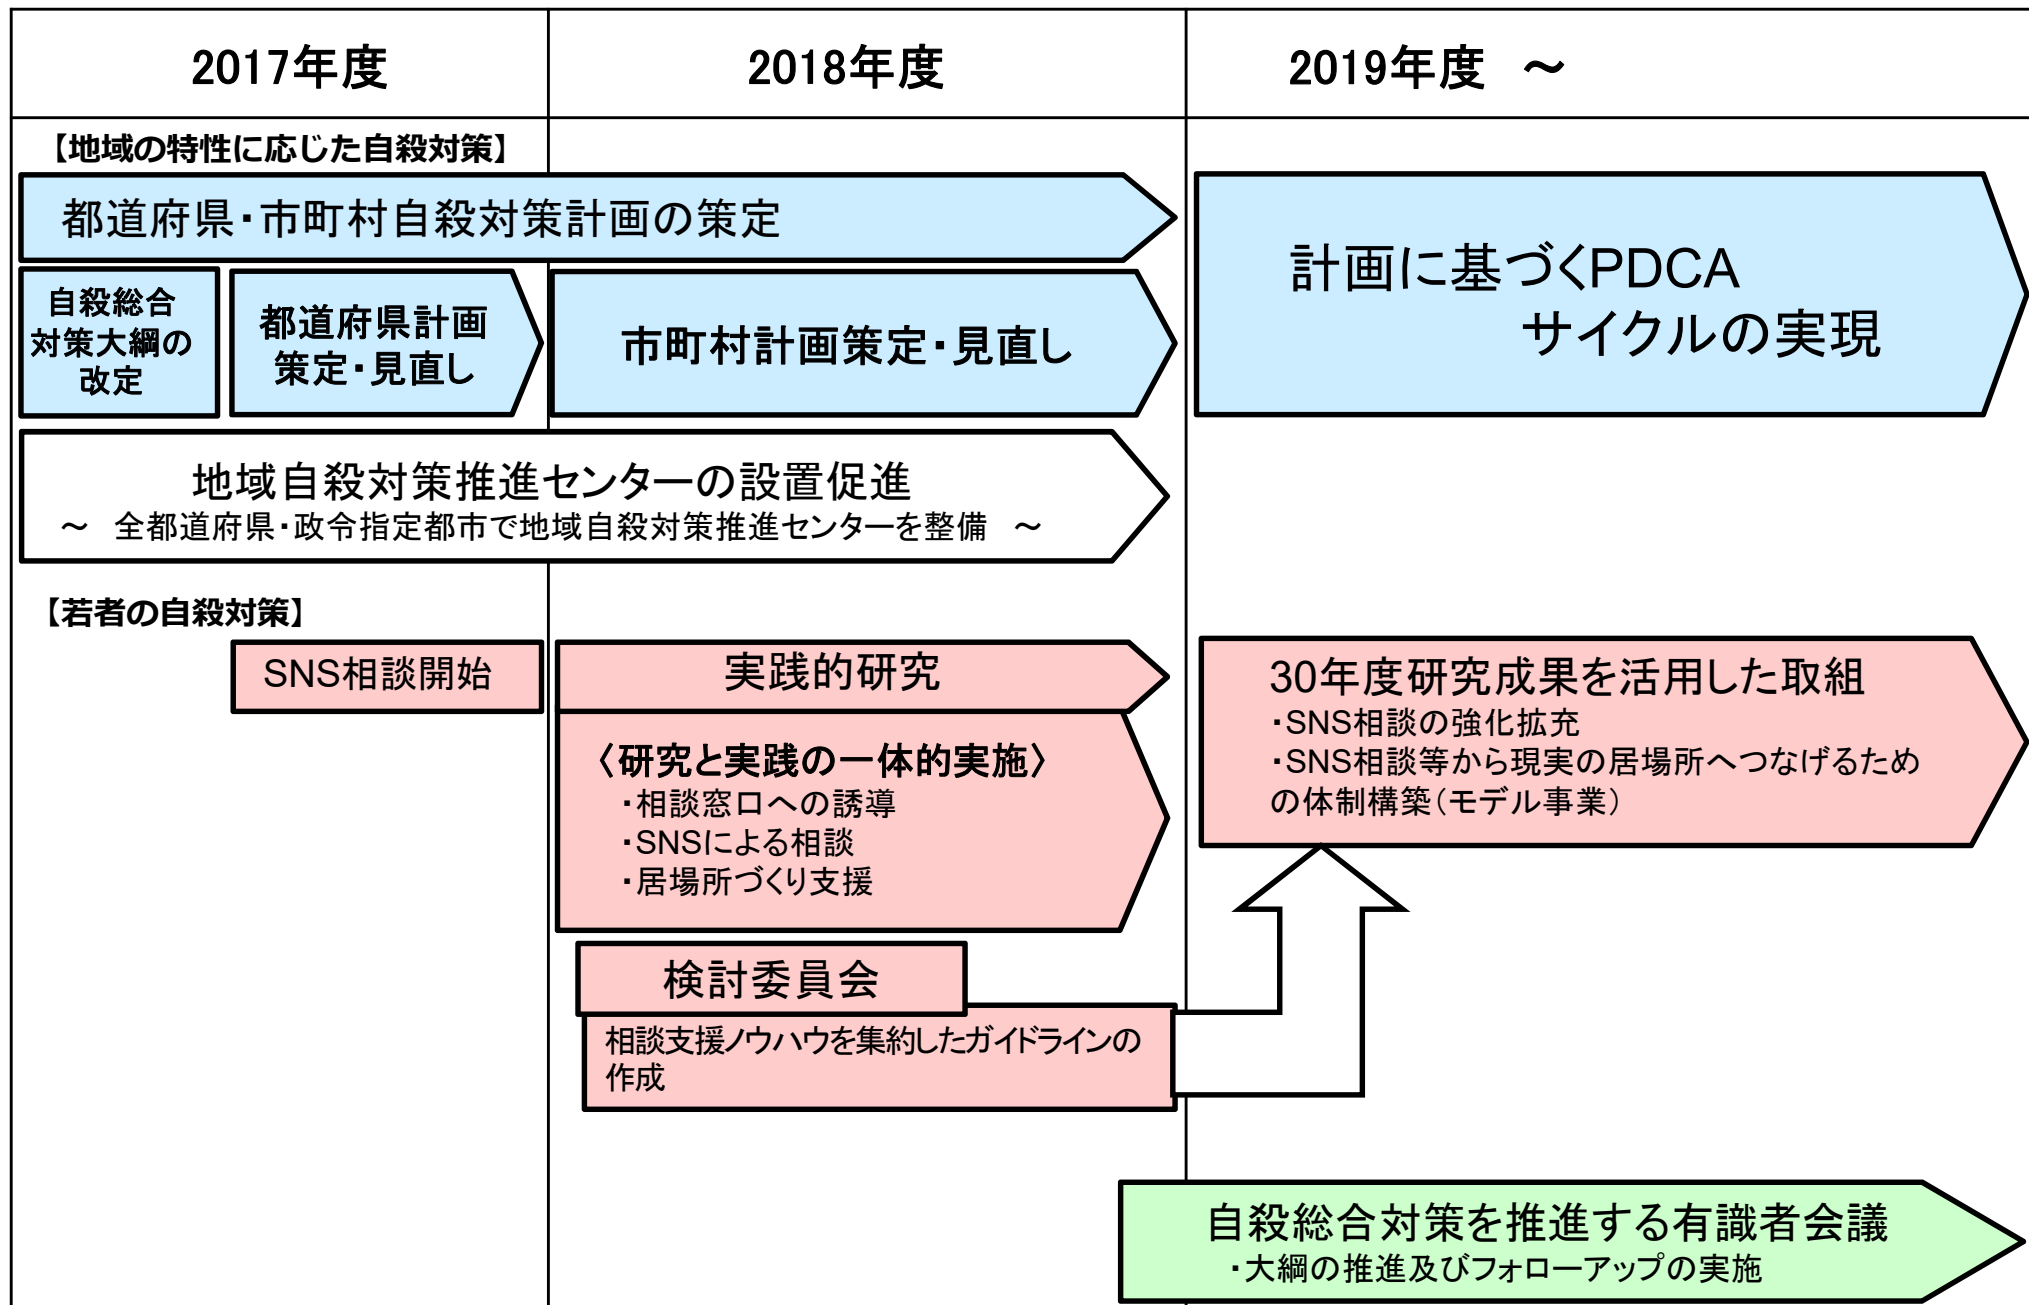 2017年度
2018年度
2019年度　～
【地域の特性に応じた自殺対策】
都道府県・市町村自殺対策計画の策定
自殺総合
対策大綱の
改定
都道府県計画
策定・見直し
市町村計画策定・見直し
計画に基づくPDCA
サイクルの実現
地域自殺対策推進センターの設置促進
～　全都道府県・政令指定都市で地域自殺対策推進センターを整備　～
【若者の自殺対策】
SNS相談開始
実践的研究
〈研究と実践の一体的実施〉
・相談窓口への誘導
・SNSによる相談
・居場所づくり支援
30年度研究成果を活用した取組
・SNS相談の強化拡充
・SNS相談等から現実の居場所へつなげるため
の体制構築（モデル事業）
検討委員会
相談支援ノウハウを集約したガイドラインの
作成
自殺総合対策を推進する有識者会議
・大綱の推進及びフォローアップの実施